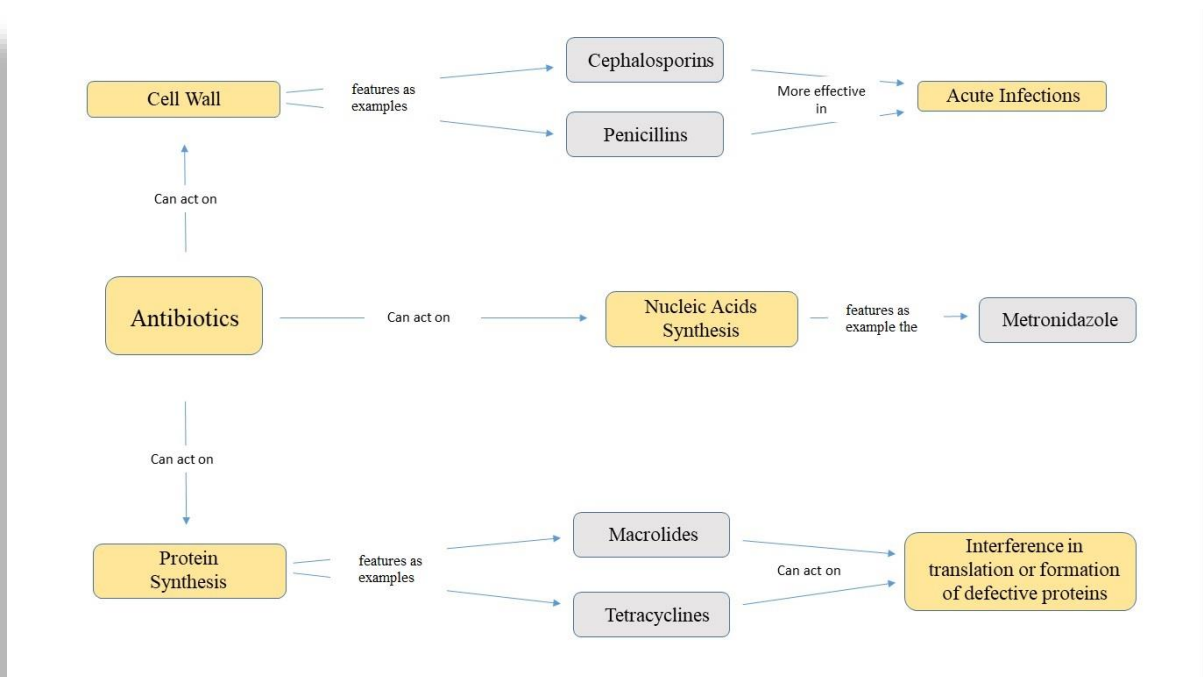 Cephalosporins
Cell Wall
features as
examples
More effective
in
Acute Infections
Penicillins
Can act on
Antibiotics
Can act on
Nucleic Acids
Synthesis
features as
example the
Metronidazole
Can act on
Protein
Synthesis
features as
examples
Macrolides
Can act on
Interference in
translation or formation
of defective proteins
Tetracyclines